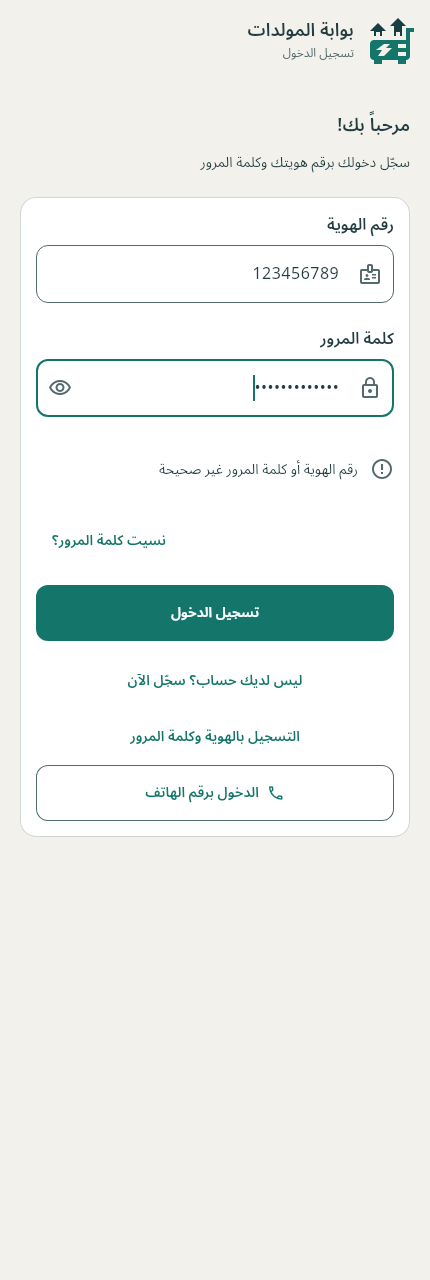 بوابة المولدات
تسجيل الدخول
مرحباً بك!
سجّل دخولك برقم هويتك وكلمة المرور
رقم الهوية
123456789
كلمة المرور
•••••••••••••
رقم الهوية أو كلمة المرور غير صحيحة
نسيت كلمة المرور؟
تسجيل الدخول
ليس لديك حساب؟ سجّل الآن
التسجيل بالهوية وكلمة المرور
الدخول برقم الهاتف